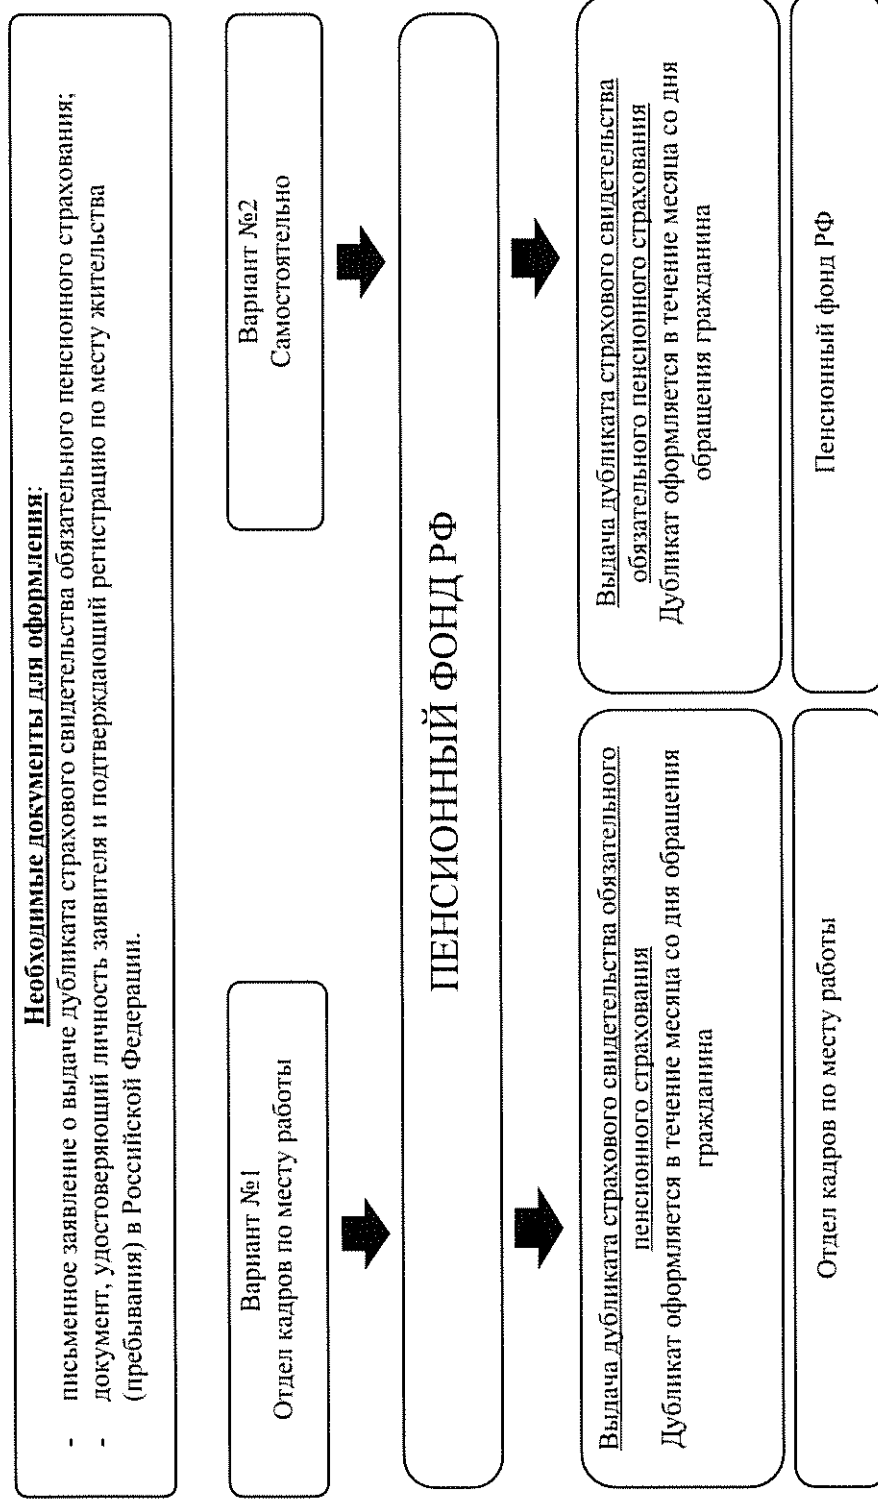 Необходимые документы для оформления:
- письменное заявление о выдаче дубликата страхового свидетельства обязательного пенсионного страхования;
- документ, удостоверяющий личность заявителя и подтверждающий регистрацию по месту жительства
(пребывания) в Российской Федерации.
Вариант №1
Отдел кадров по месту работы
Вариант №2
Самостоятельно
ПЕНСИОННЫЙ ФОНД РФ
Выдача дубликата страхового свидетельства обязательного
пенсионного страхования
Дубликат оформляется в течение месяца со дня обращения
гражданина
Выдача дубликата страхового свидетельства
обязательного пенсионного страхования
Дубликат оформляется в течение месяца со дня
обращения гражданина
Отдел кадров по месту работы
Пенсионный фонд РФ